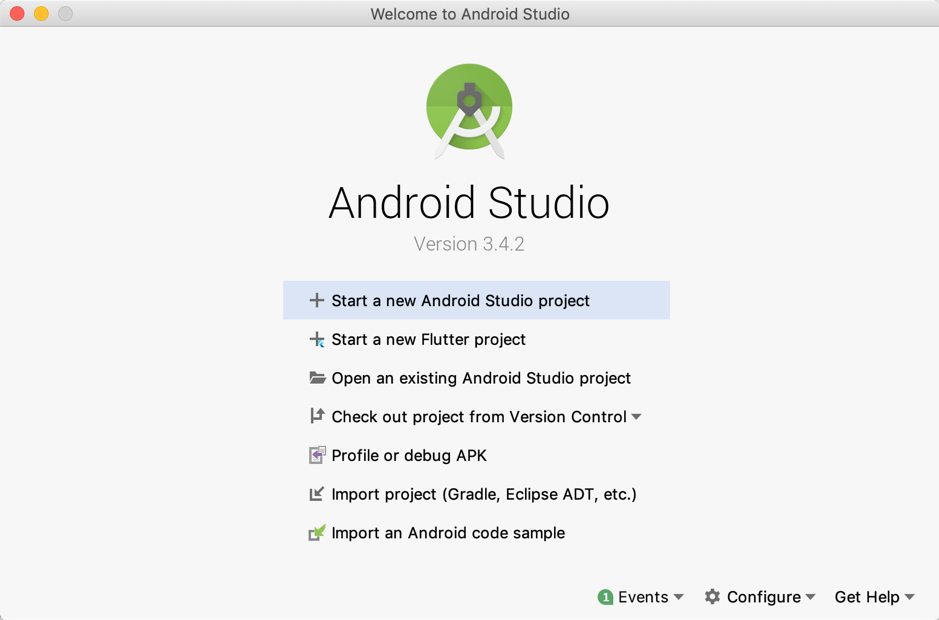 Welcome to Android Studio
Android Studio
Version 3.4.2
Start a new Android Studio project
Start a new Flutter project
Open an existing Android Studio project
Check out project from Version Control
Profile or debug APK
Import project (Gradle, Eclipse ADT, etc.)
Import an Android code sample
1 Events Configure Get Help